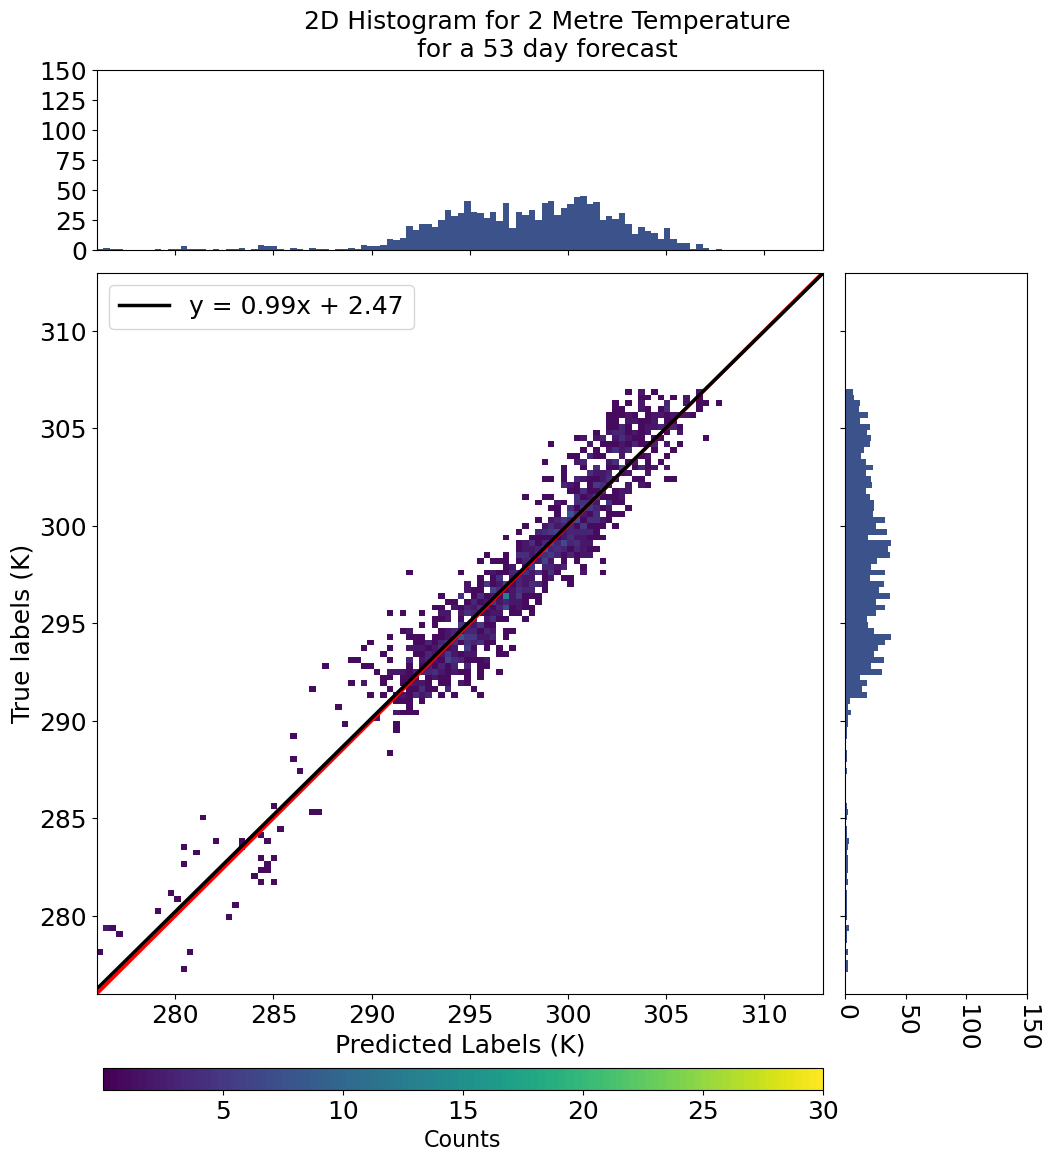 2D Histogram for 2 Metre Temperature
for a 53 day forecast
150
125
100
75
50
25
0
y = 0.99x + 2.47
310
305
300
295
290
285
280
True labels (K)
280 285 290 295 300 305 310
Predicted Labels (K)
0 50 100 150
5 10 15 20 25 30
Counts